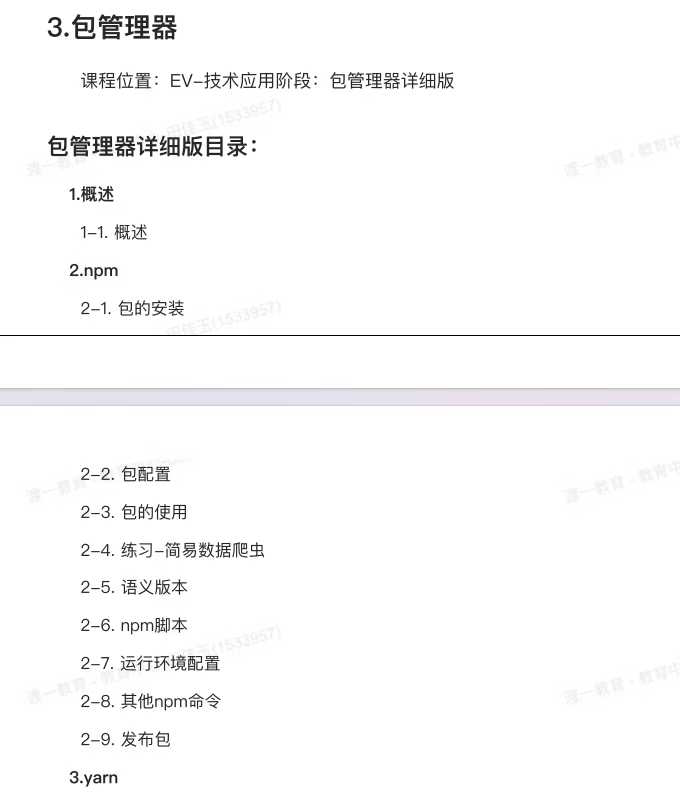 3.包管理器
课程位置：EV-技术应用阶段：包管理器详细版
包管理器详细版目录：
1.概述
1-1. 概述
2.npm
2-1. 包的安装
2-2. 包配置
2-3. 包的使用
2-4. 练习-简易数据爬虫
2-5. 语义版本
2-6. npm脚本
2-7. 运行环境配置
2-8. 其他npm命令
2-9. 发布包
3.yarn